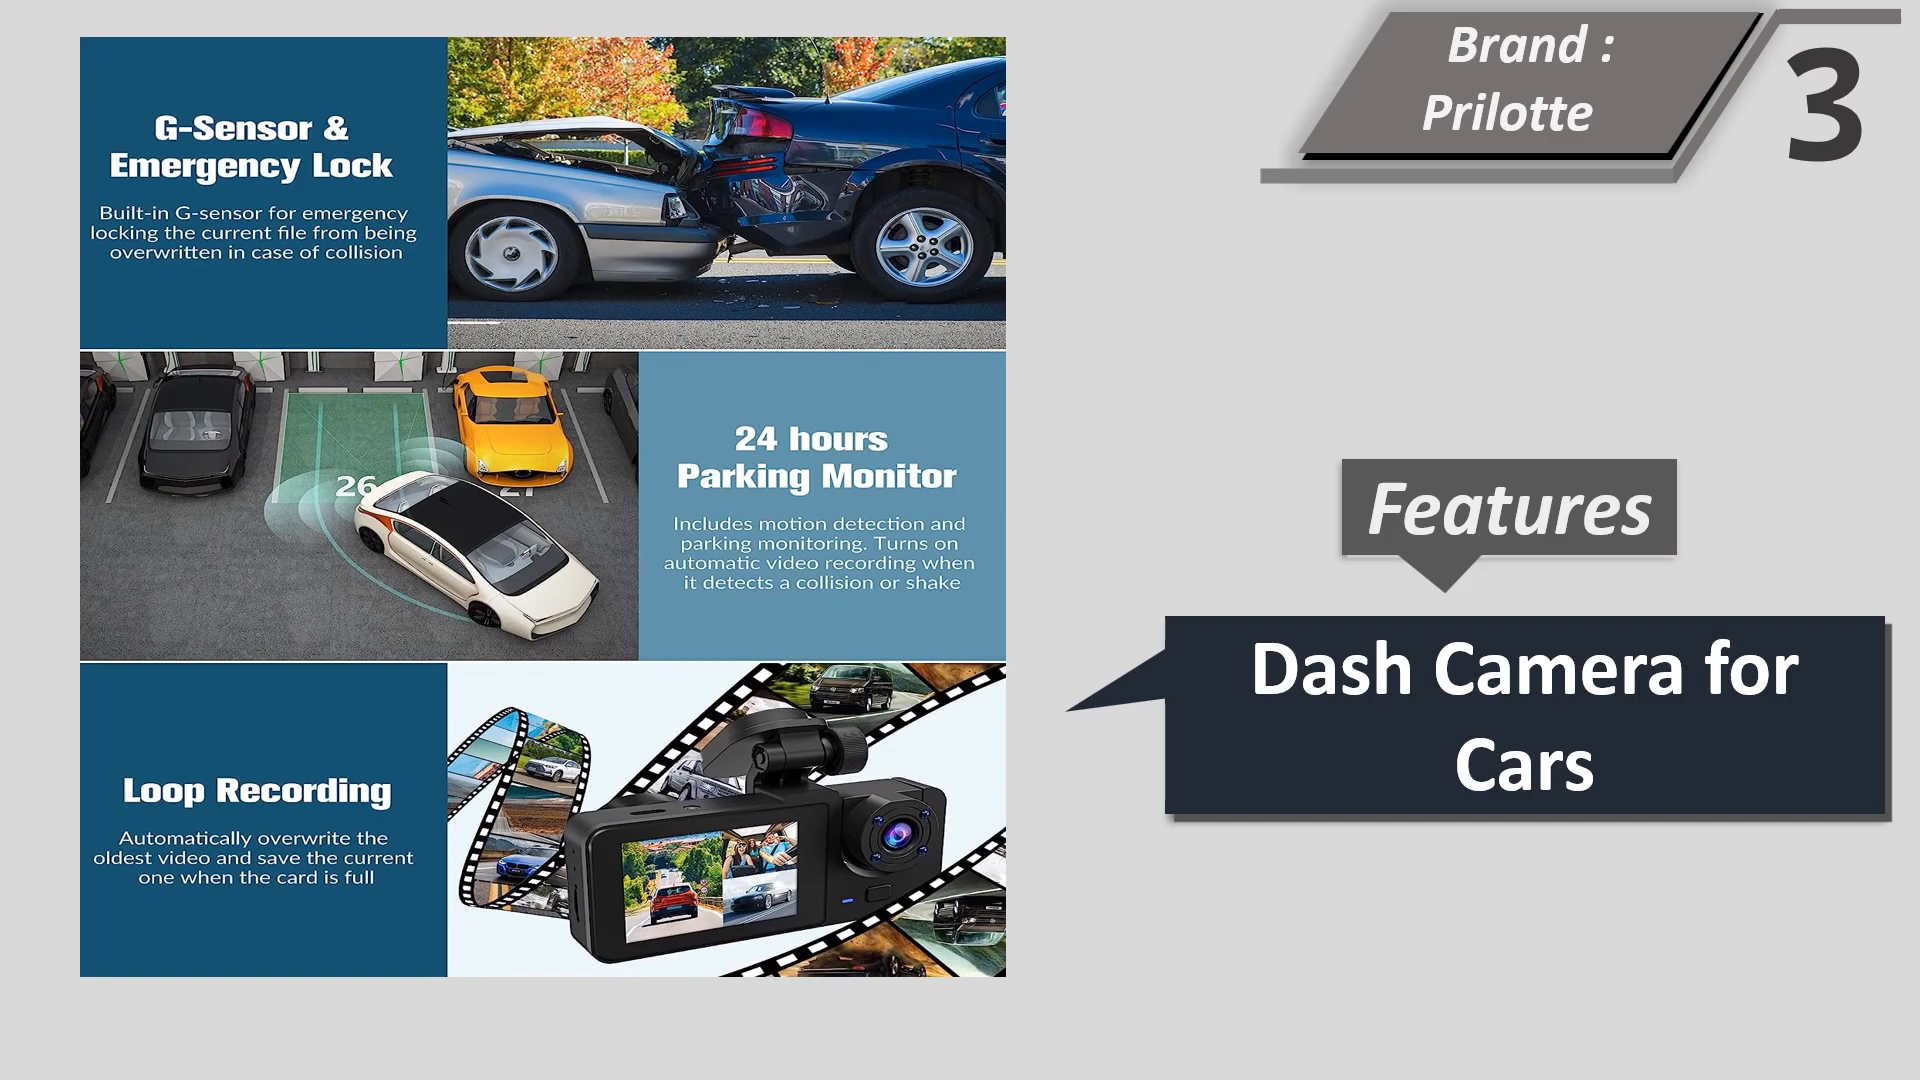 Brand :
Prilotte
3
G-Sensor &
Emergency Lock
Built-in G-sensor for emergency
locking the current file from being
overwritten in case of collision
26
27
24 hours
Parking Monitor
Includes motion detection and
parking monitoring. Turns on
automatic video recording when
it detects a collision or shake
Loop Recording
Automatically overwrite the
oldest video and save the current
one when the card is full
Features
Dash Camera for
Cars